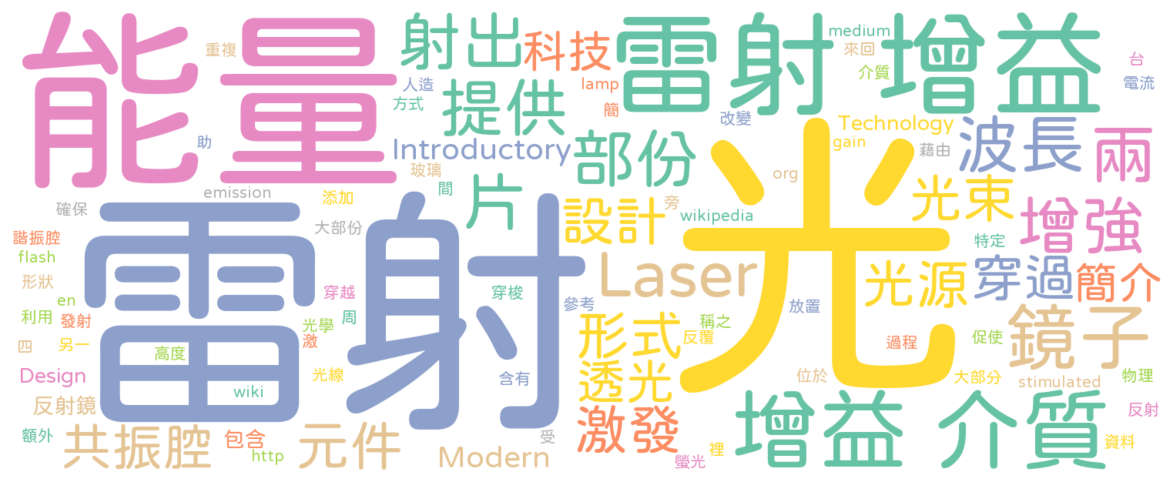 能量
重複
射出
科技
雷射增益
medium
來回
介質
台
電流
人造
方式
提供
lamp
簡
改變
助
Introductory
部份
Technology
gain
藉由
波長
兩
玻璃
間
片
emission
添加
確保
大部份
org
旁
設計
wikipedia
光
光束
增強
特定
諧振腔
flash
形狀
en
利用
發射
雷射
穿越
周
光學
激
穿梭
參考
Laser
放置
光源
穿過
簡介
形式
稱之
反覆
過程
促使
鏡子
四
另一
高度
光線
含有
透光
位於
大部分
stimulated
物理
Design
wiki
反射鏡
額外
共振腔
包含
http
元件
Modern
受
激發
螢光
裡
增益介質
反射
資料